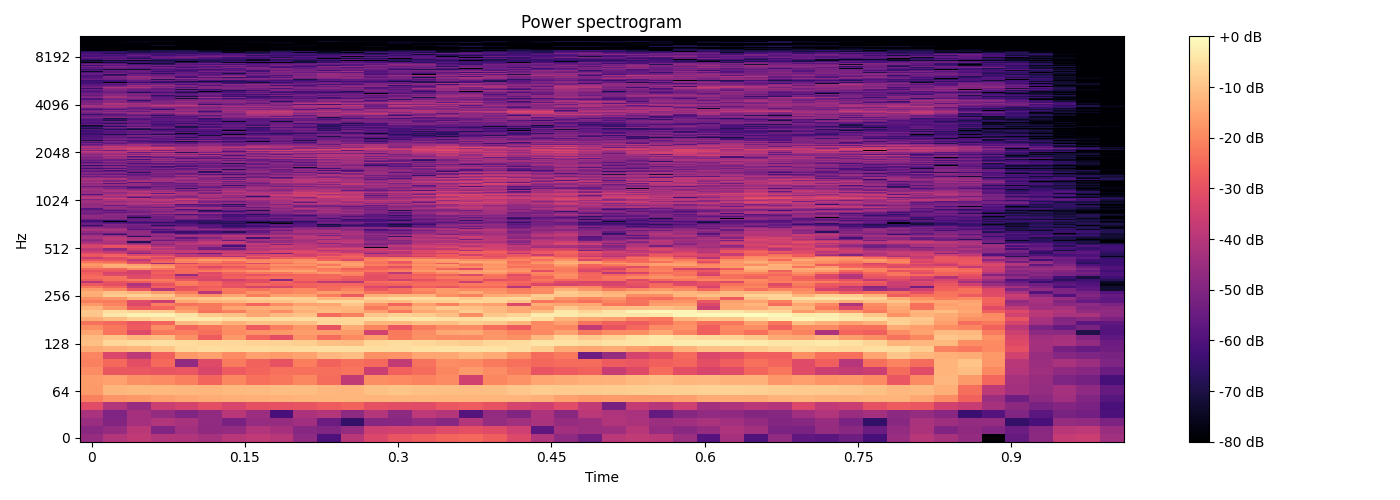 Power spectrogram
Hz
8192
4096
2048
1024
512
256
128
64
0
0 0.15 0.3 0.45 0.6 0.75 0.9
Time
+0 dB
-10 dB
-20 dB
-30 dB
-40 dB
-50 dB
-60 dB
-70 dB
-80 dB